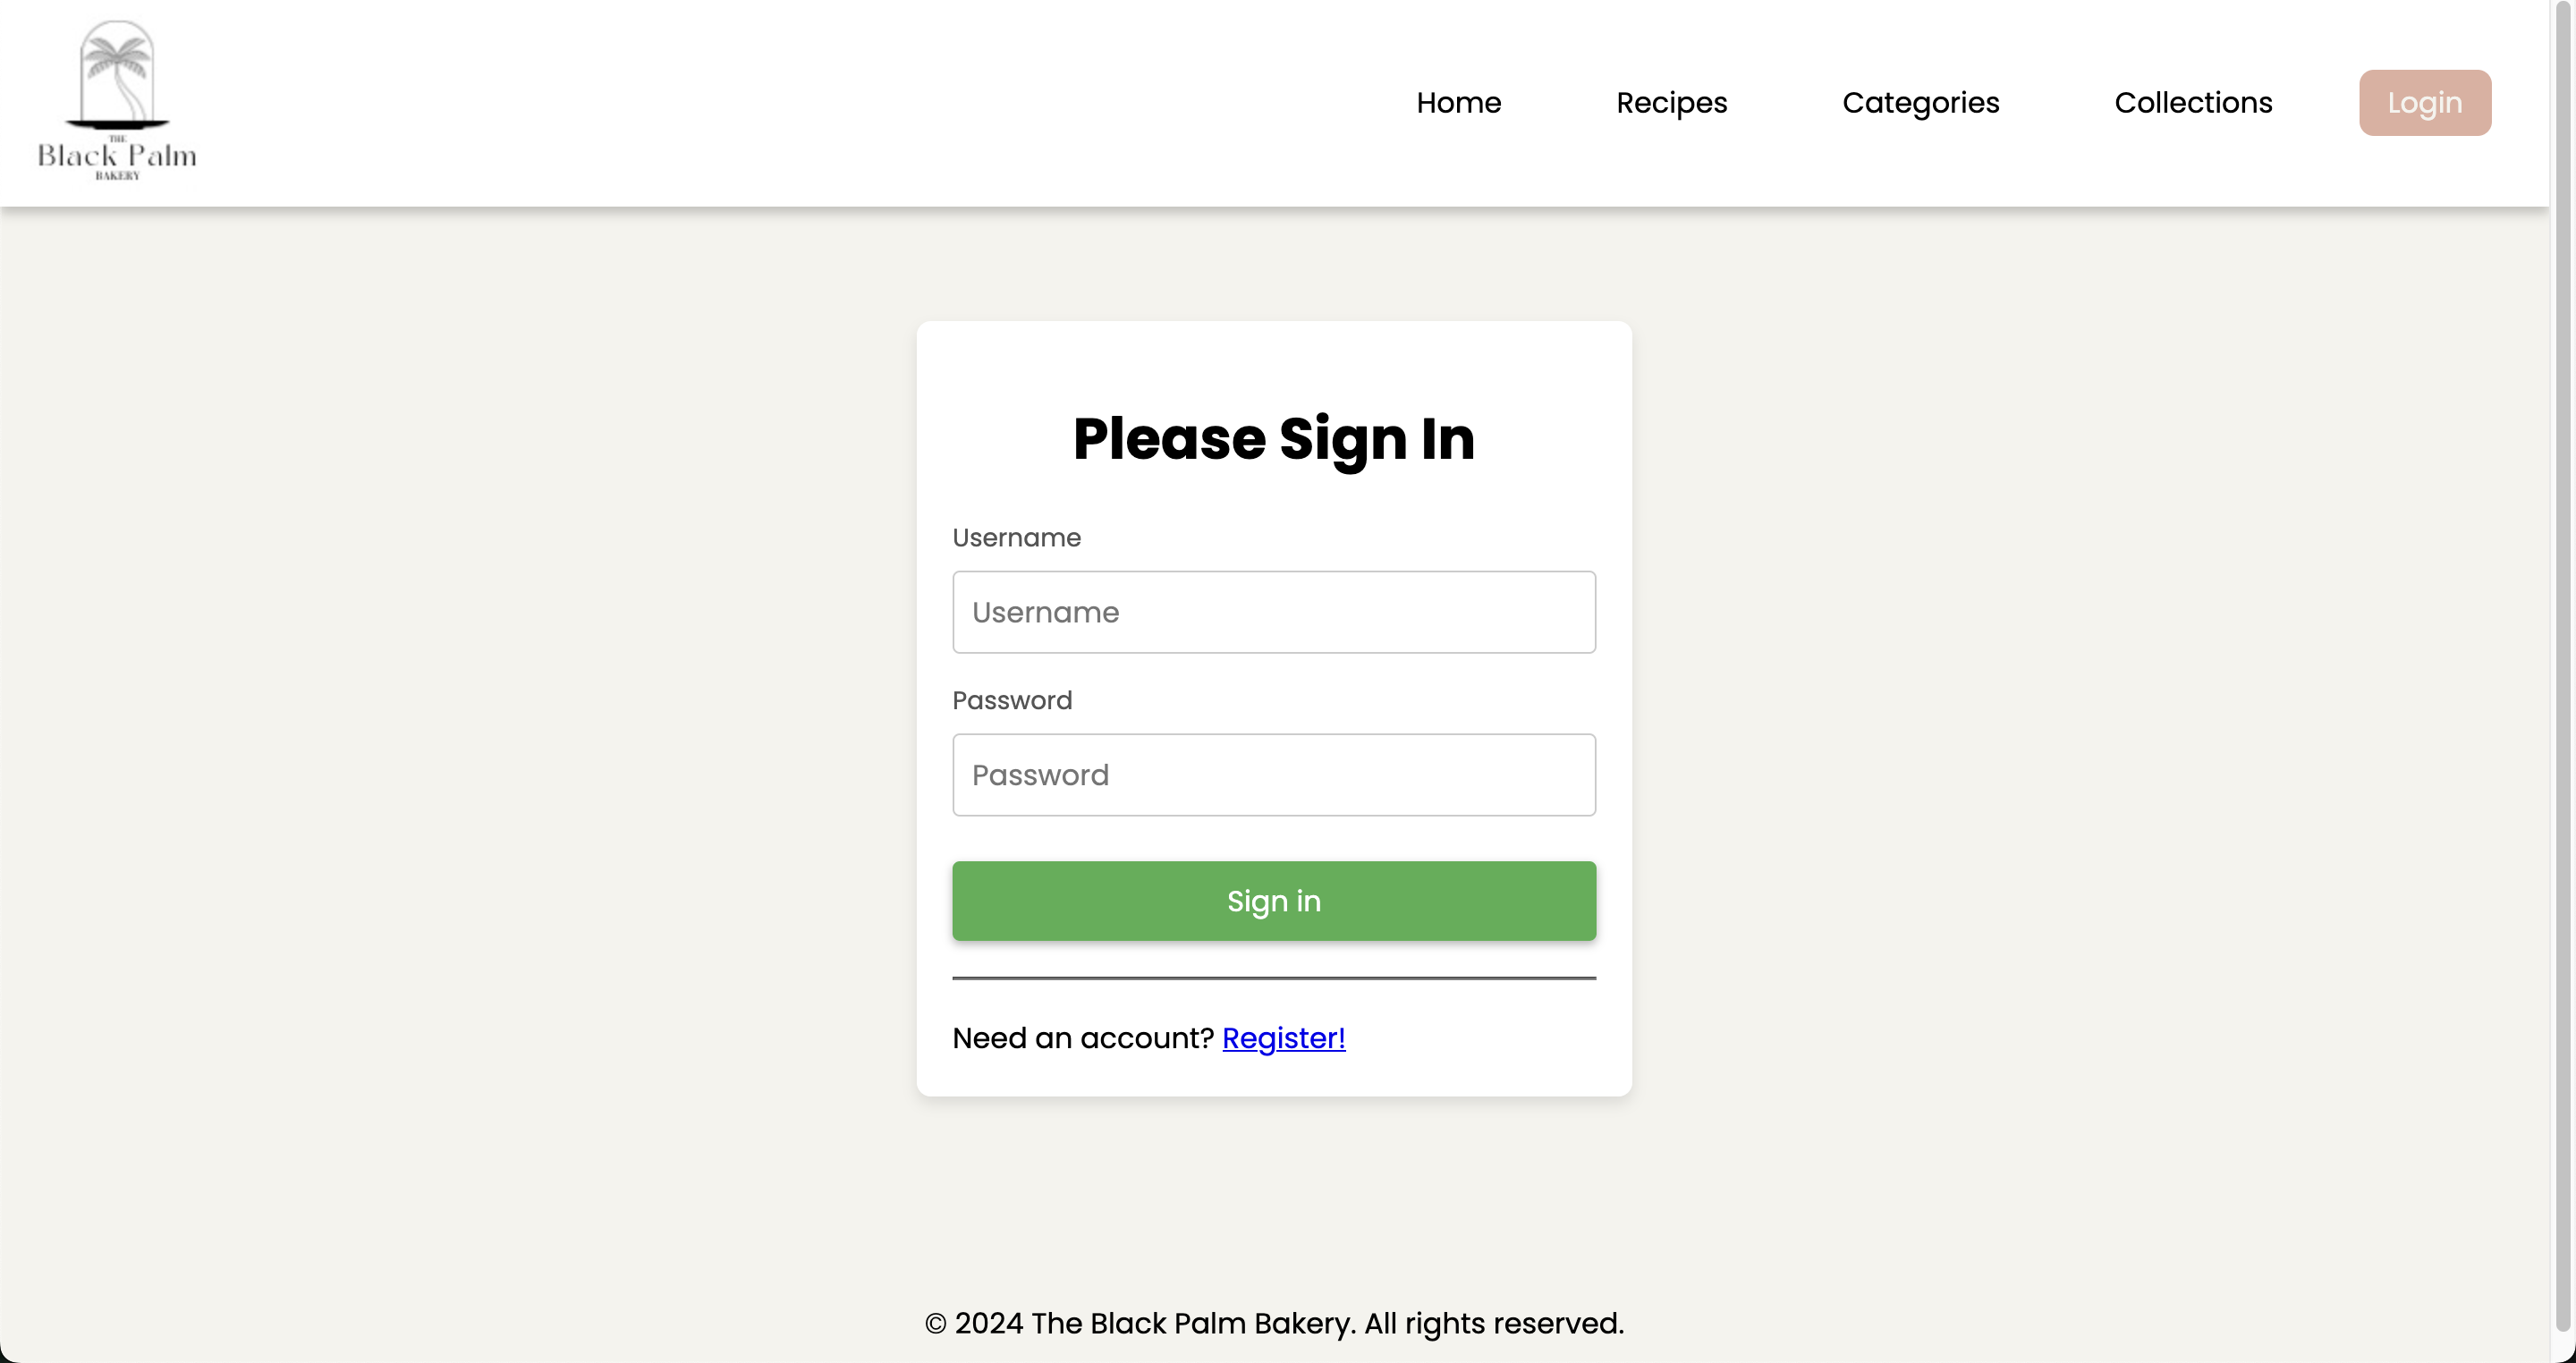 THE
Black Palm
BAKERY
Home Recipes Categories Collections Login
Please Sign In
Username
Username
Password
Password
Sign in
Need an account? Register!
© 2024 The Black Palm Bakery. All rights reserved.